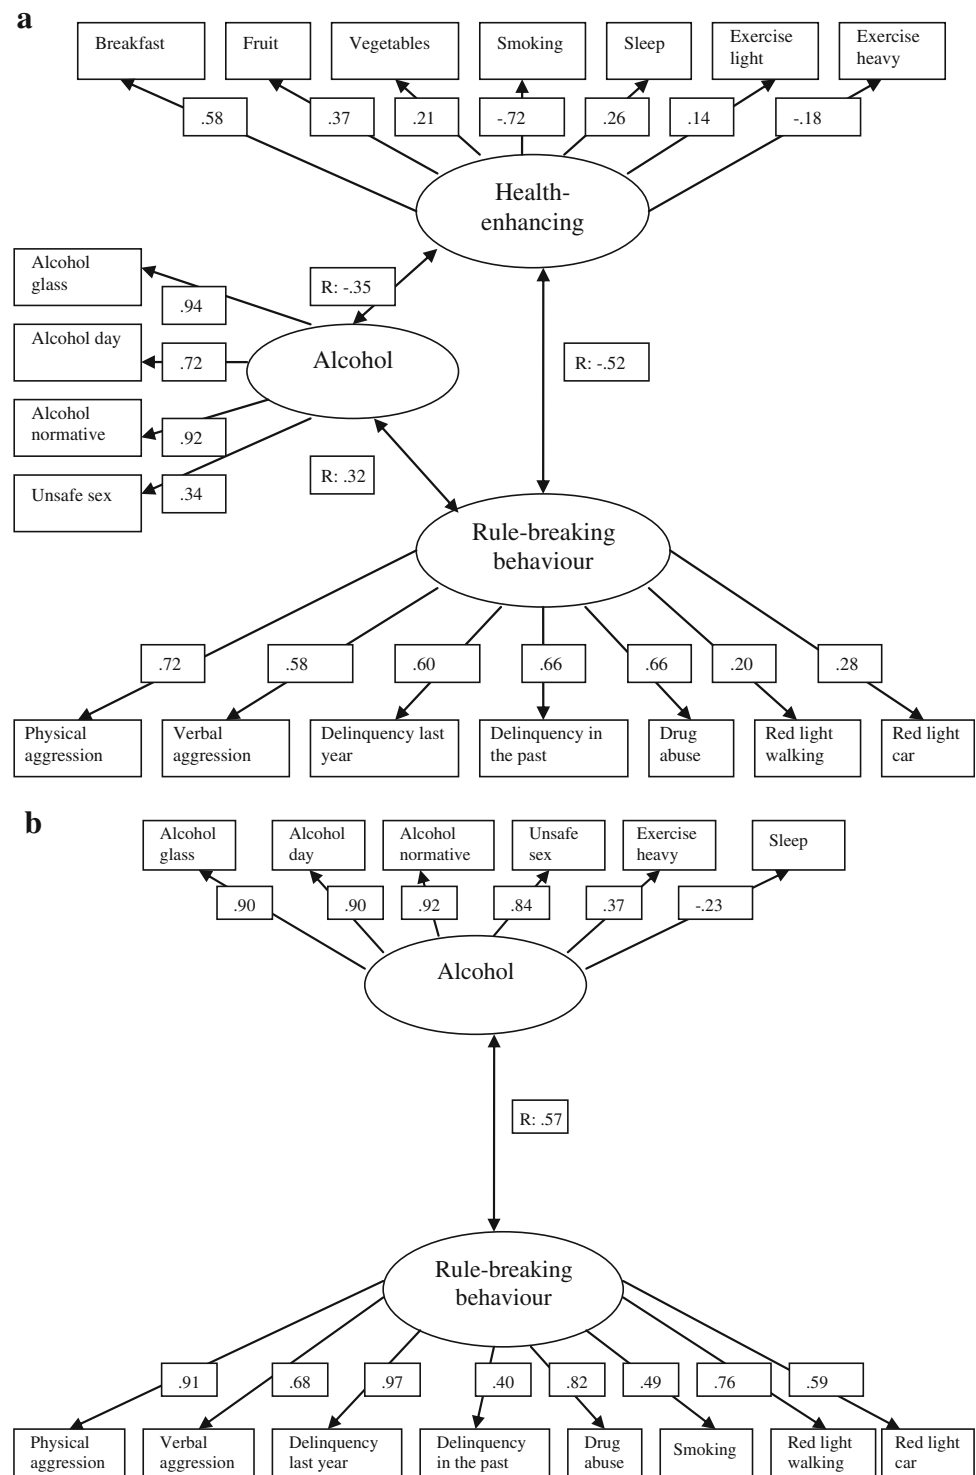 a
Breakfast
Fruit
Vegetables
Smoking
Sleep
Exercise
light
Exercise
heavy
.58
.37
.21
-.72
.26
.14
-.18
Health-
enhancing
Alcohol
glass
.94
R: -.35
Alcohol day
.72
Alcohol
R: -.52
Alcohol
normative
.92
Unsafe sex
.34
R: .32
Rule-breaking
behaviour
.72
.58
.60
.66
.66
.20
.28
Physical
aggression
Verbal
aggression
Delinquency last
year
Delinquency in
the past
Drug
abuse
Red light
walking
Red light
car
b
Alcohol
glass
Alcohol
day
Alcohol
normative
Unsafe
sex
Exercise
heavy
Sleep
.90
.90
.92
.84
.37
-.23
Alcohol
R: .57
Rule-breaking
behaviour
.91
.68
.97
.40
.82
.49
.76
.59
Physical
aggression
Verbal
aggression
Delinquency
last year
Delinquency
in the past
Drug
abuse
Smoking
Red light
walking
Red light
car